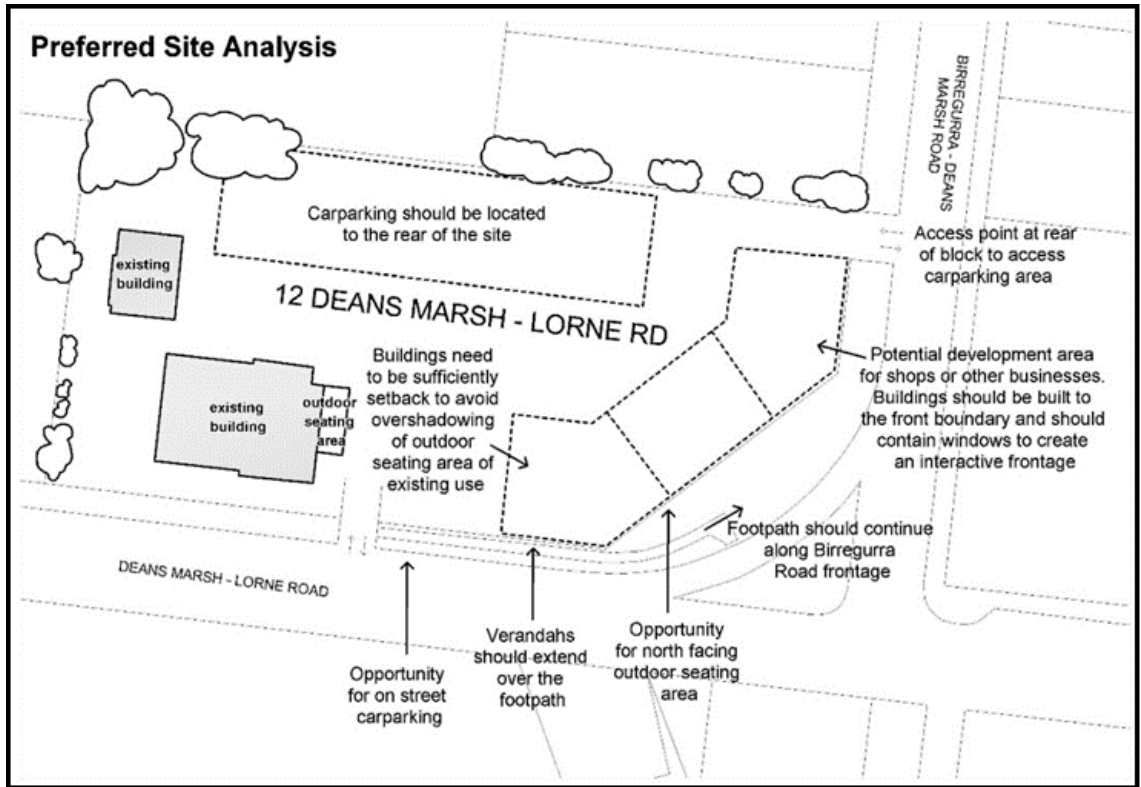 Preferred Site Analysis
BIRREGURRA - DEANS
MARSH ROAD
Carparking should be located
to the rear of the site
Access point at rear
of block to access
carparking area
existing
building
12 DEANS MARSH - LORNE RD
Buildings need
to be sufficiently
setback to avoid
overshadowing
of outdoor
seating area of
existing use
Potential development area
for shops or other businesses.
Buildings should be built to
the front boundary and should
contain windows to create
an interactive frontage
existing
building
outdoor
seating
area
Footpath should continue
along Birregurra
Road frontage
DEANS MARSH - LORNE ROAD
Opportunity
for on street
carparking
Verandahs
should extend
over the
footpath
Opportunity
for north facing
outdoor seating
area